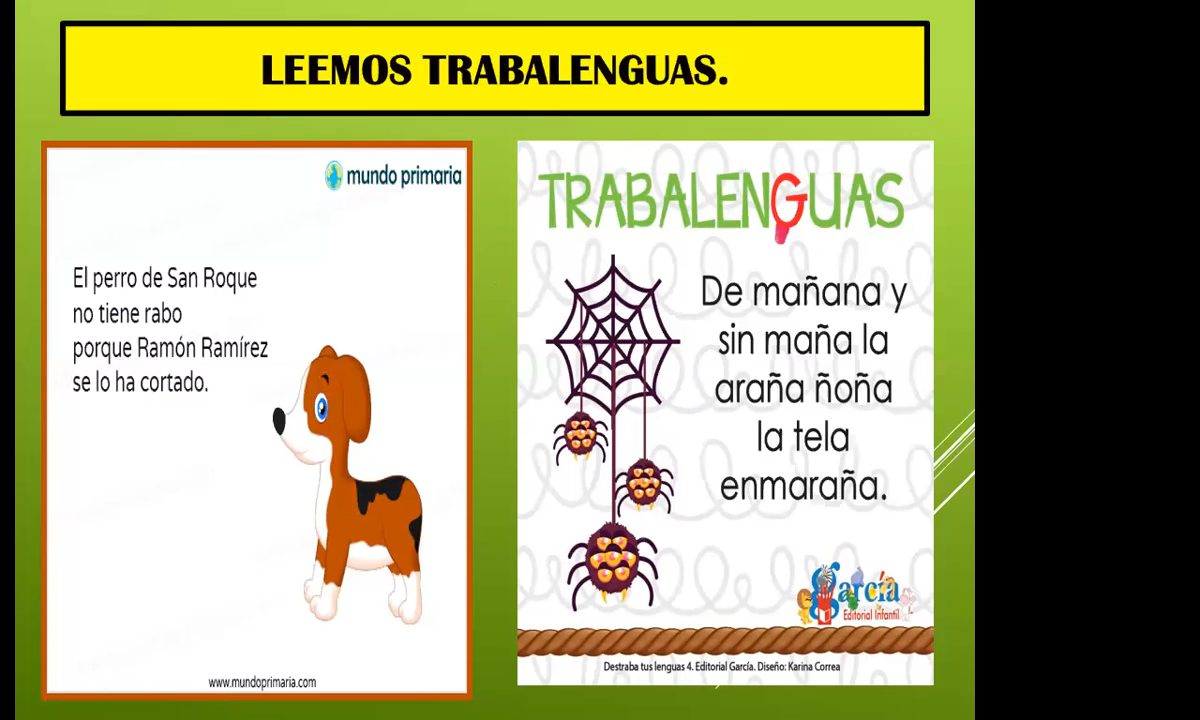 LEEMOS TRABALENGUAS.
mundo primaria
El perro de San Roque
no tiene rabo
porque Ramón Ramírez
se lo ha cortado.
www.mundoprimaria.com
TRABALENGUAS
De mañana y
sin maña la
araña ñoña
la tela
enmaraña.
García
Editorial Infantil
Destraba tus lenguas 4. Editorial García. Diseño: Karina Correa